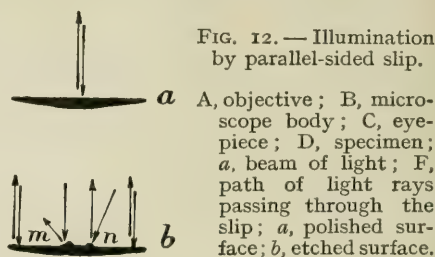 a
FIG. 12. — Illumination
by parallel-sided slip.
A, objective; B, micro-
scope body; C, eye-
piece; D, specimen;
a, beam of light; F,
path of light rays
passing through the
slip; a, polished sur-
face; b, etched surface.
m
n
b